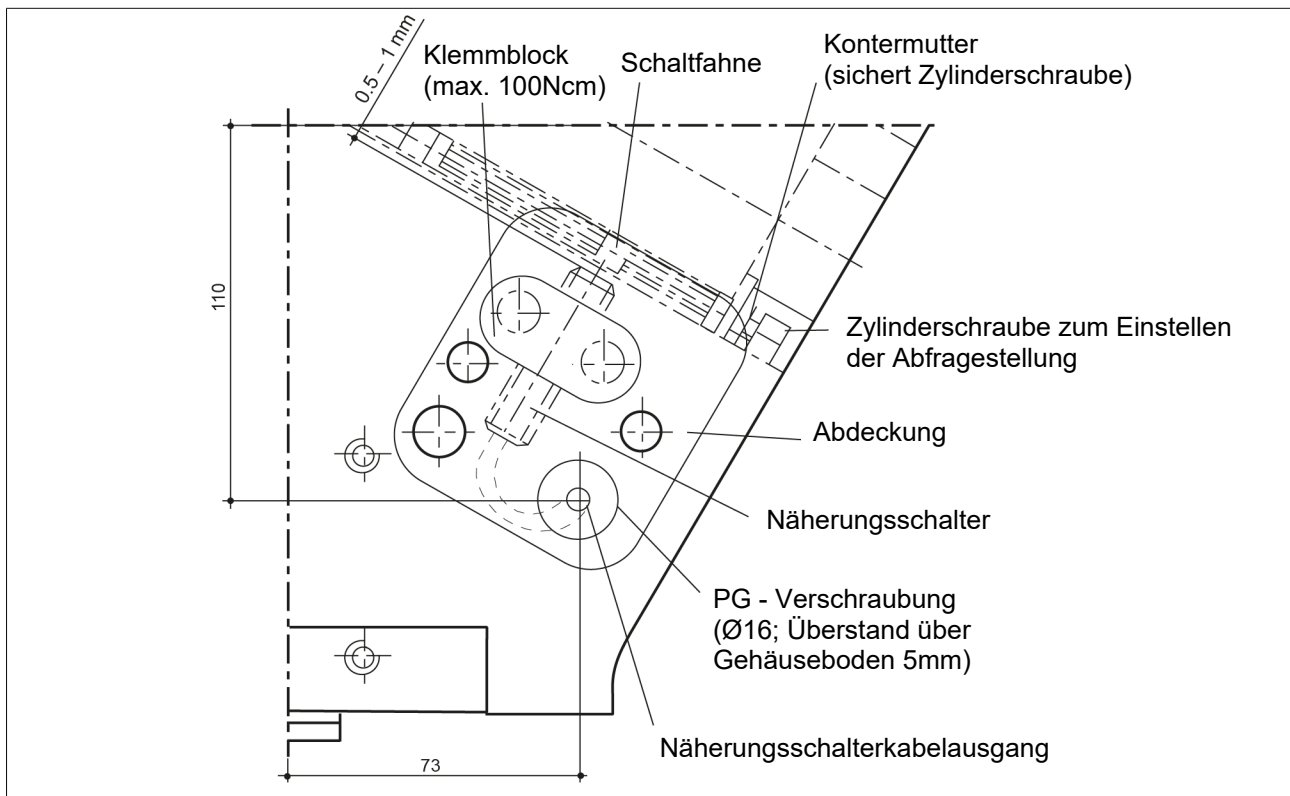 0.5 – 1 mm
Klemmblock
(max. 100Ncm)
Schaltfahne
Kontermutter
(sichert Zylinderschraube)
110
Zylinderschraube zum Einstellen
der Abfragestellung
Abdeckung
Näherungsschalter
PG - Verschraubung
(Ø16; Überstand über
Gehäuseboden 5mm)
Näherungsschalterkabelausgang
73